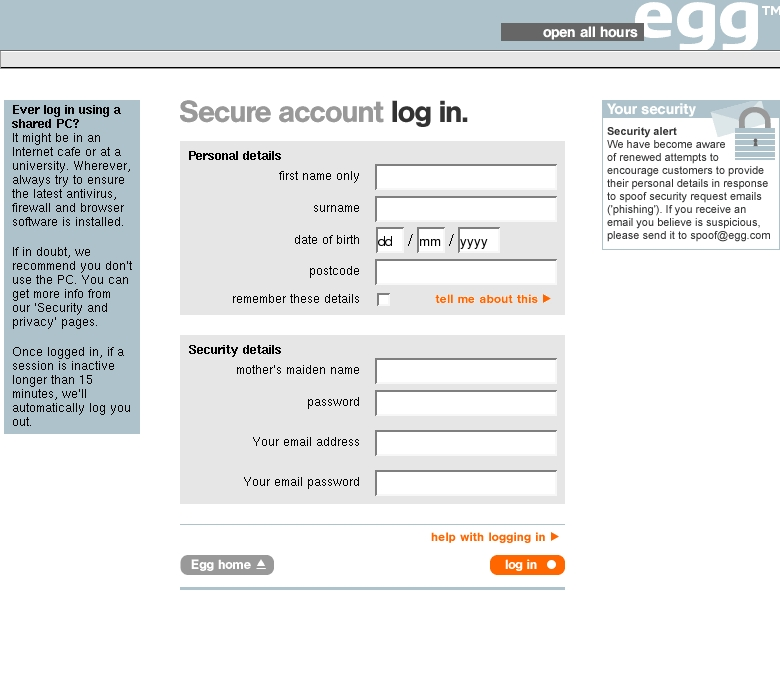 egg™
open all hours
Ever log in using a
shared PC?
It might be in an
Internet cafe or at a
university. Wherever,
always try to ensure
the latest antivirus,
firewall and browser
software is installed.
If in doubt, we
recommend you don't
use the PC. You can
get more info from
our 'Security and
privacy' pages.
Once logged in, if a
session is inactive
longer than 15
minutes, we'll
automatically log you
out.
Secure account log in.
Personal details
first name only
surname
date of birth dd / mm / yyyy
postcode
remember these details tell me about this
Security details
mother's maiden name
password
Your email address
Your email password
help with logging in
Egg home log in
Your security
Security alert
We have become aware
of renewed attempts to
encourage customers to provide
their personal details in response
to spoof security request emails
('phishing'). If you receive an
email you believe is suspicious,
please send it to spoof@egg.com